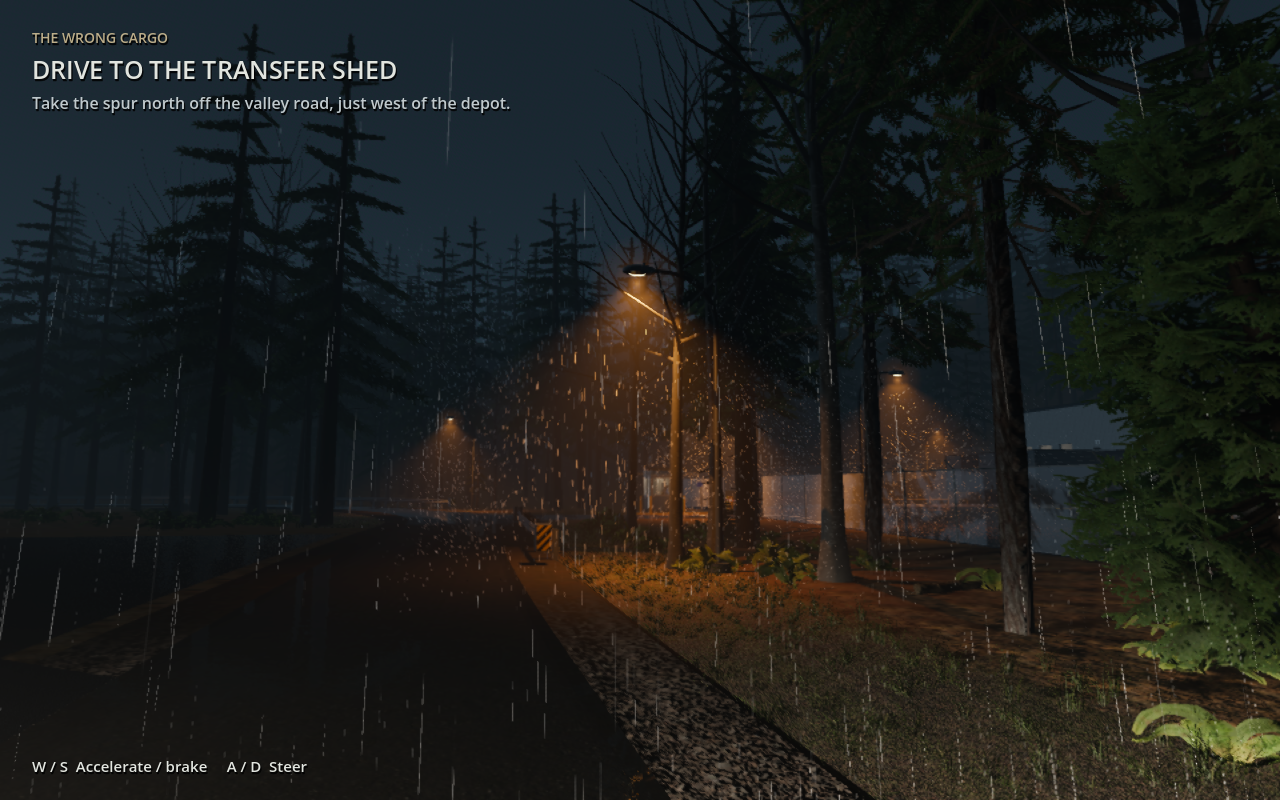 THE WRONG CARGO
DRIVE TO THE TRANSFER SHED
Take the spur north off the valley road, just west of the depot.
W / S Accelerate / brake A / D Steer